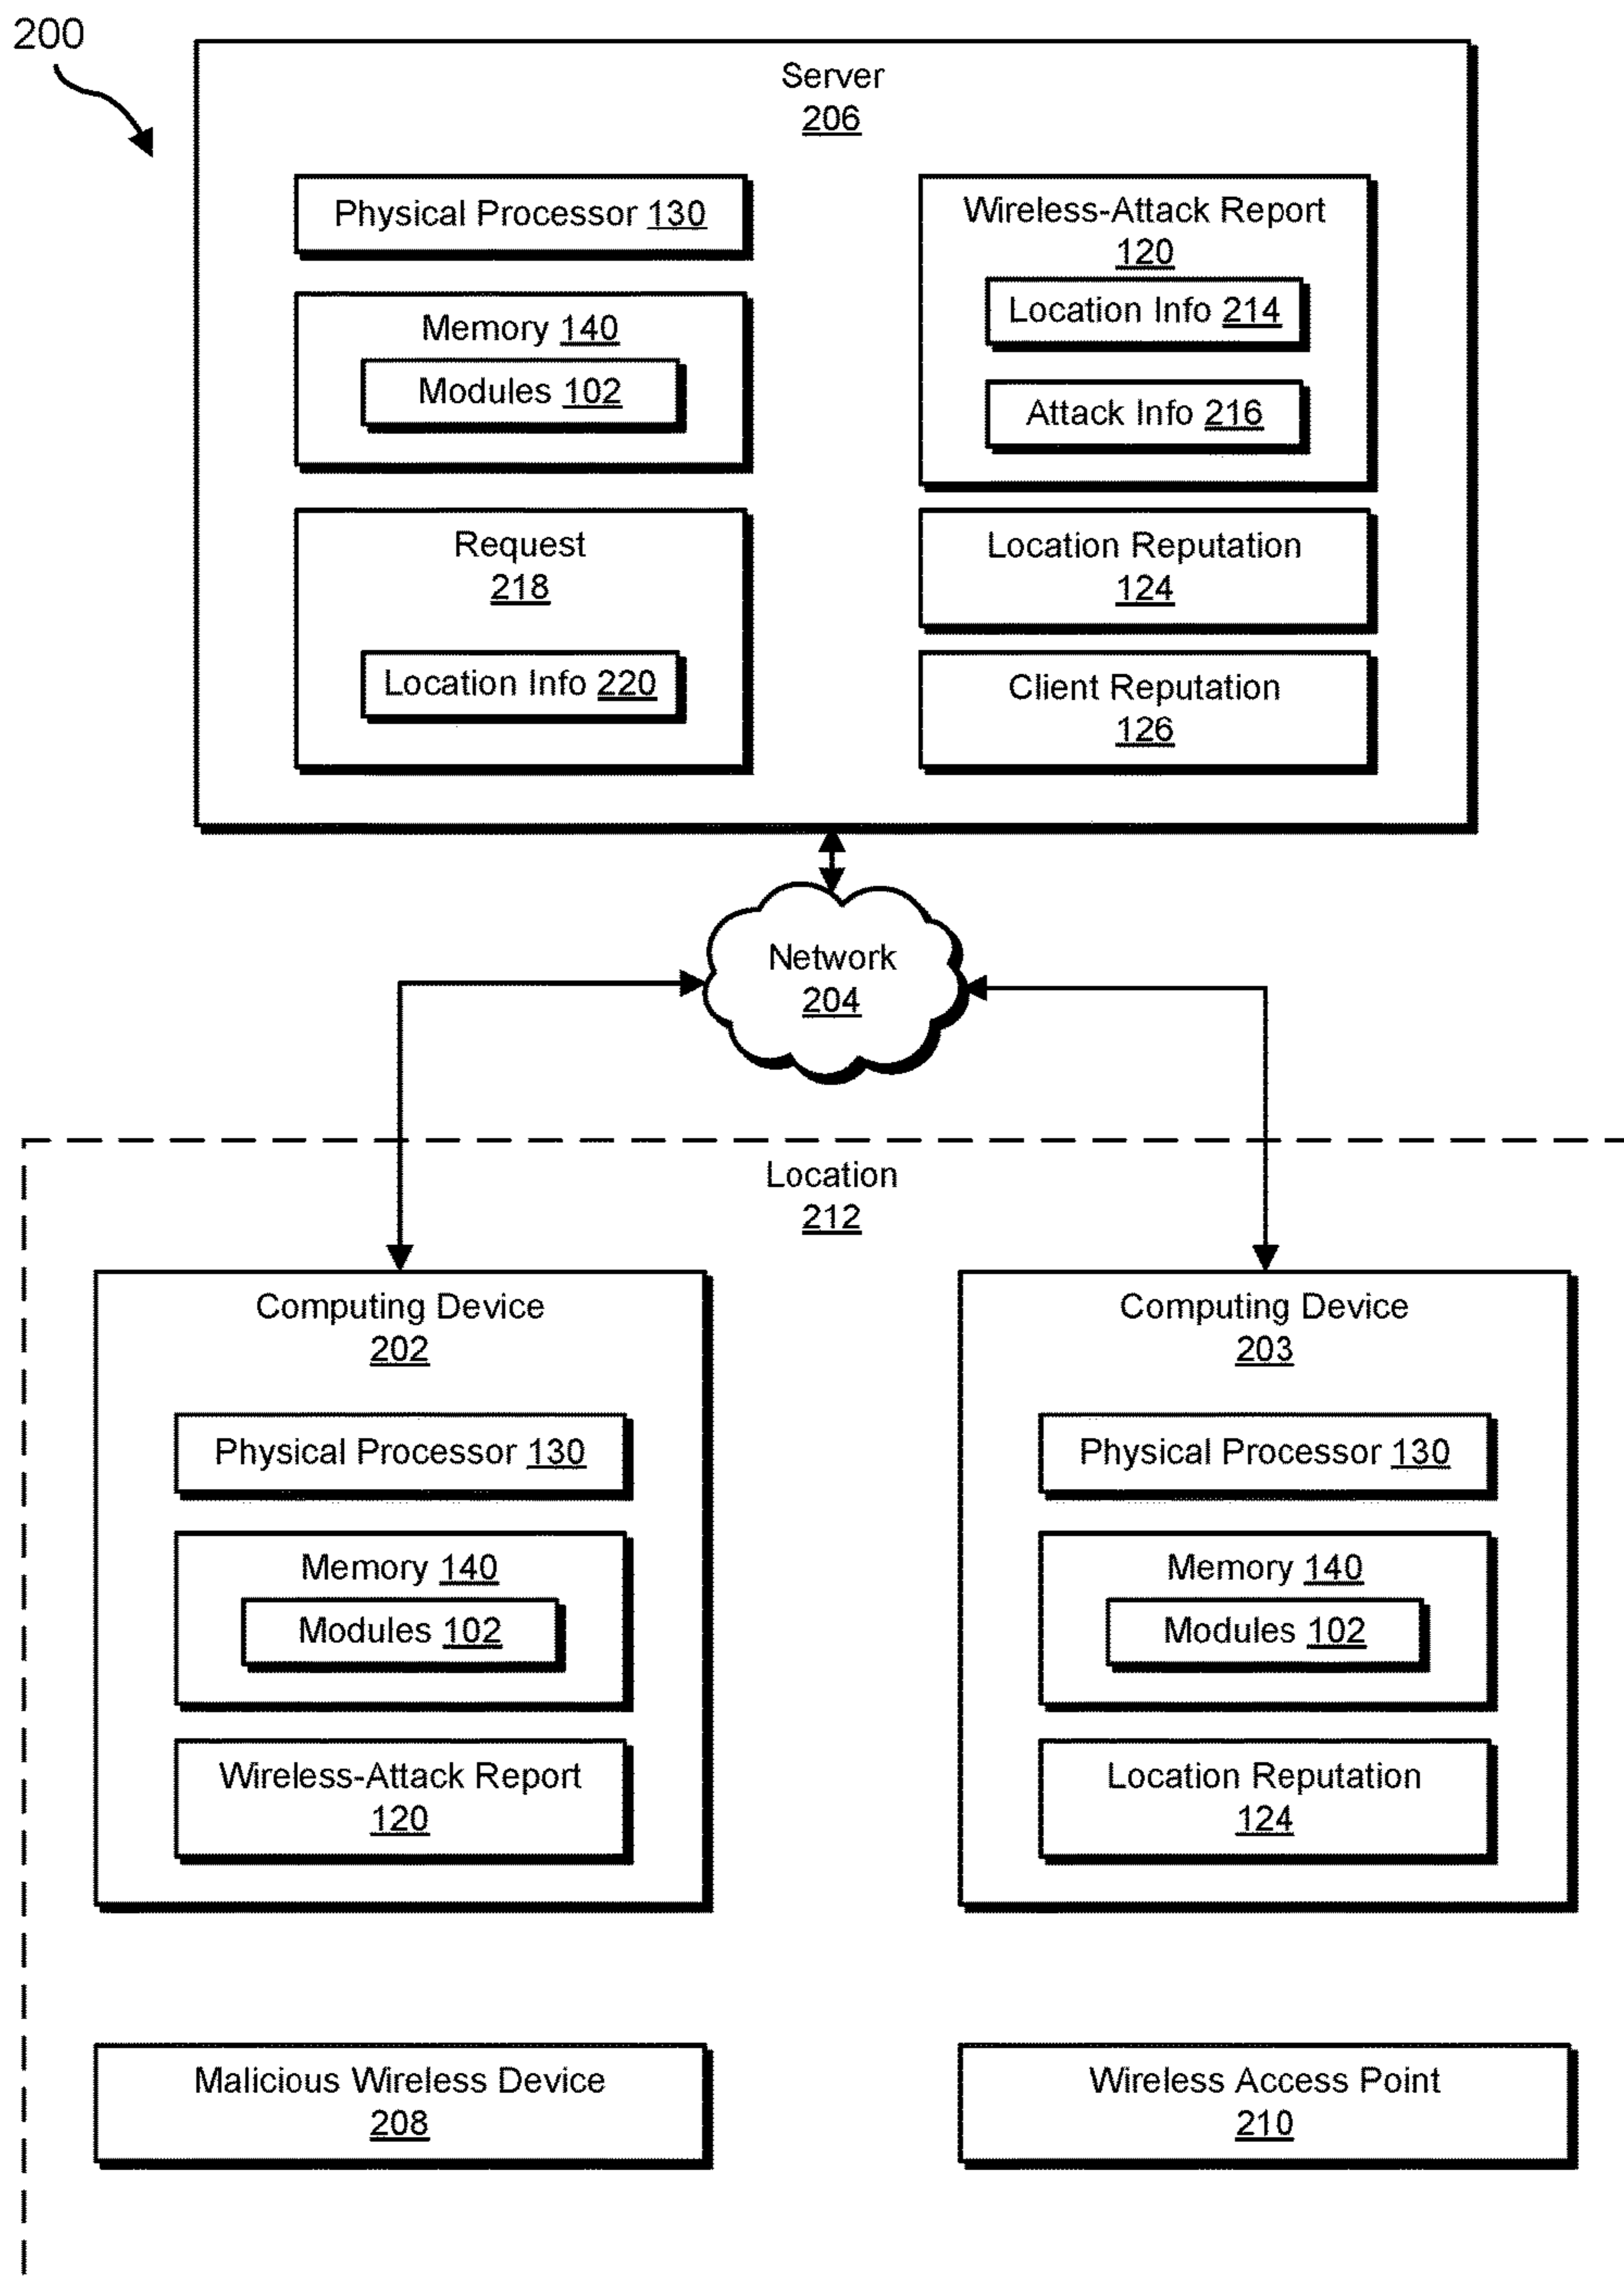 200
Server
206
Physical Processor 130
Memory 140
Modules 102
Request
218
Location Info 220
Wireless-Attack Report
120
Location Info 214
Attack Info 216
Location Reputation
124
Client Reputation
126
Network
204
Location
212
Computing Device
202
Physical Processor 130
Memory 140
Modules 102
Wireless-Attack Report
120
Computing Device
203
Physical Processor 130
Memory 140
Modules 102
Location Reputation
124
Malicious Wireless Device
208
Wireless Access Point
210